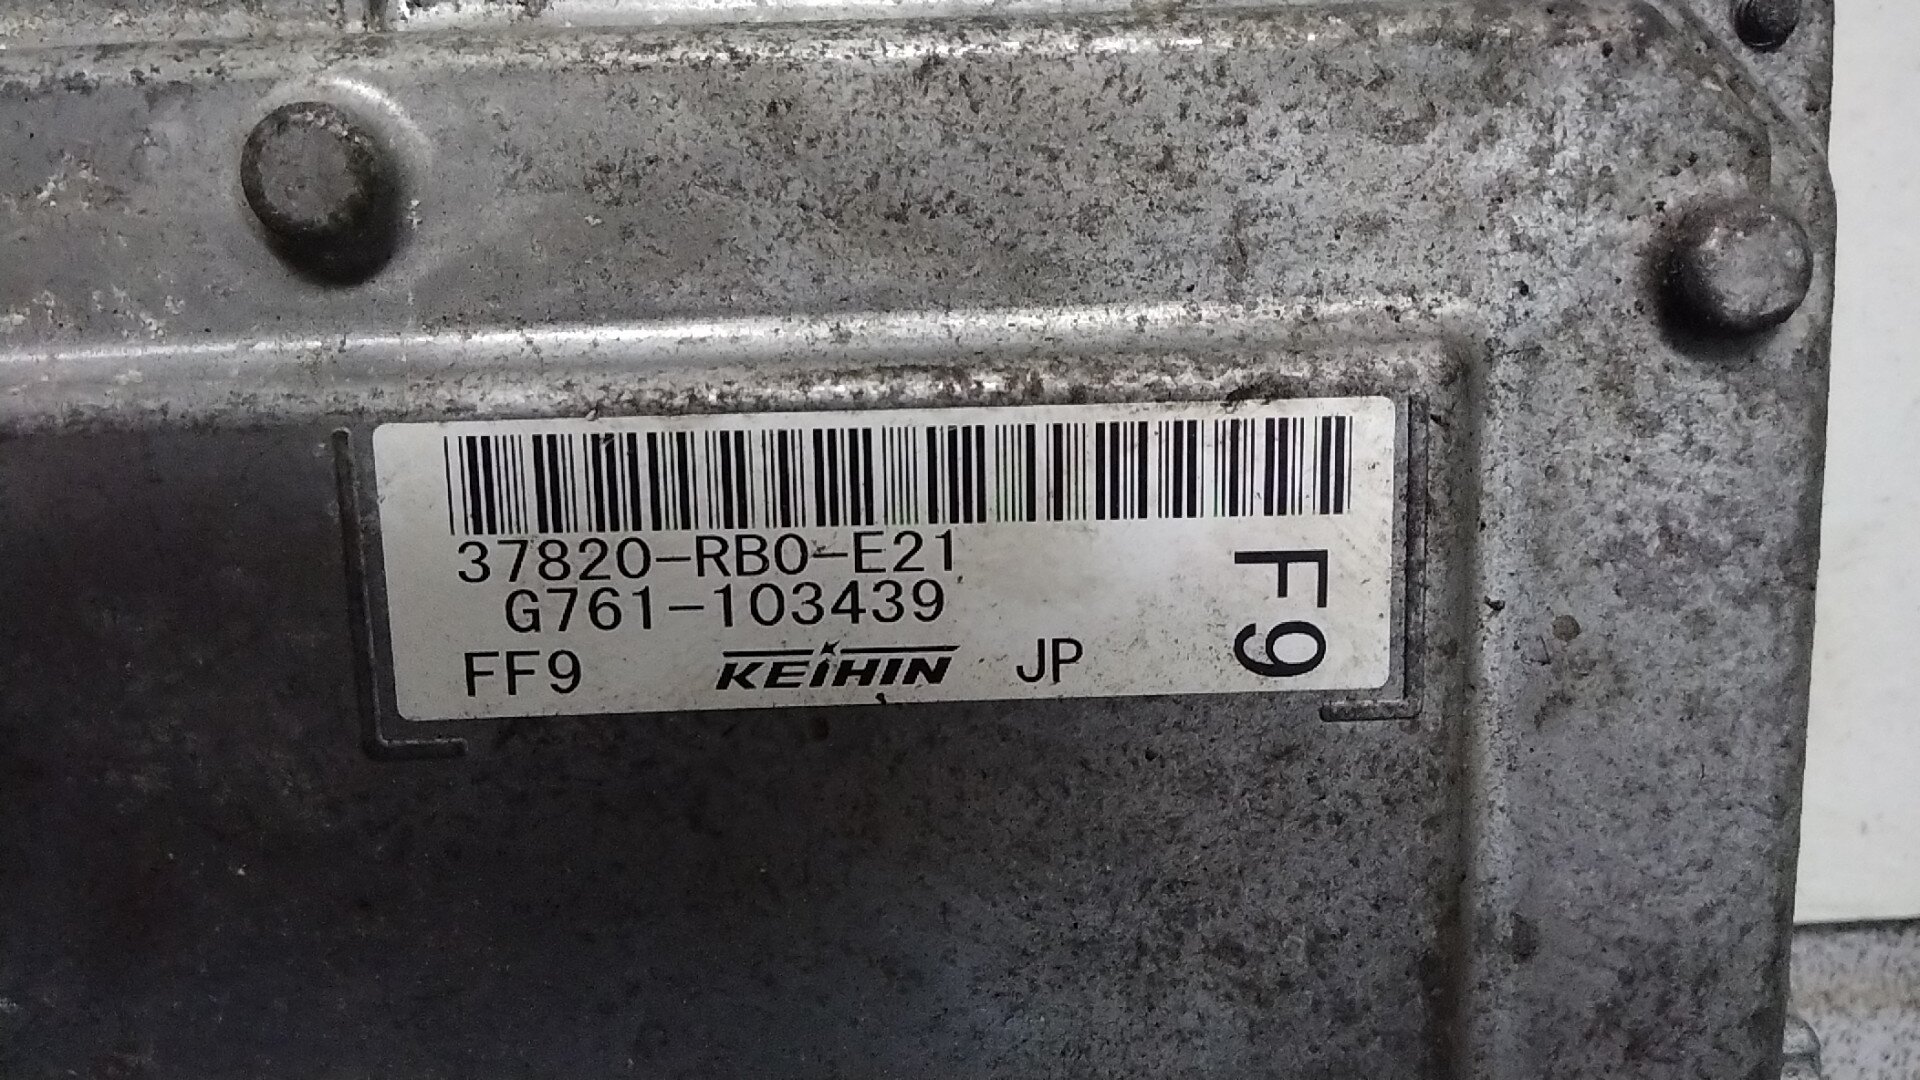 37820-RB0-E21
G761-103439
FF9 KEIHIN JP
F9